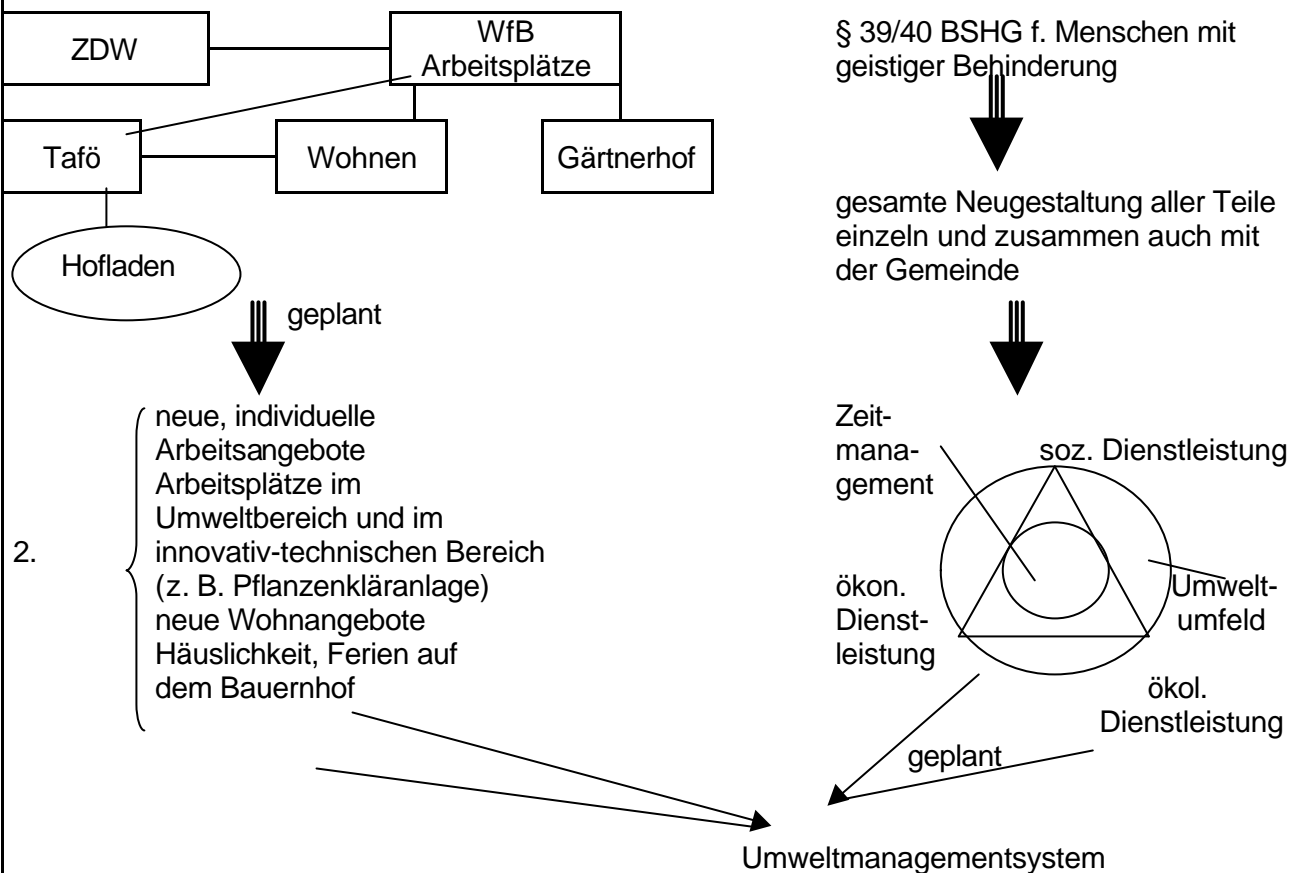 ZDW
WfB
Arbeitsplätze
Tafö
Wohnen
Gärtnerhof
Hofladen
geplant
2.
neue, individuelle
Arbeitsangebote
Arbeitsplätze im
Umweltbereich und im
innovativ-technischen Bereich
(z. B. Pflanzenkläranlage)
neue Wohnangebote
Häuslichkeit, Ferien auf
dem Bauernhof
§ 39/40 BSHG f. Menschen mit
geistiger Behinderung
gesamte Neugestaltung aller Teile
einzeln und zusammen auch mit
der Gemeinde
Zeit-
mana-
gement
soz. Dienstleistung
ökon.
Dienst-
leistung
Umwelt-
umfeld
ökol.
Dienstleistung
geplant
Umweltmanagementsystem